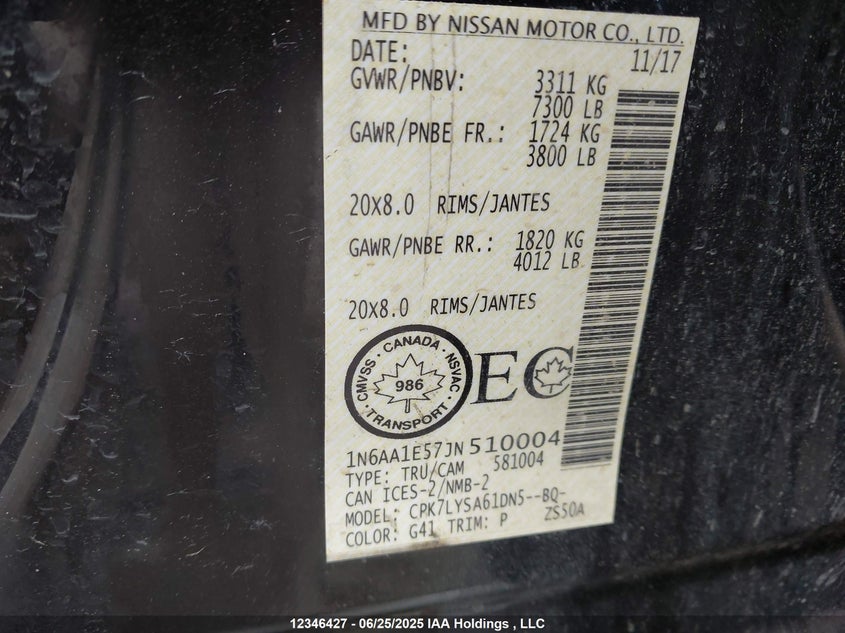 MFD BY NISSAN MOTOR CO., LTD.
DATE: 11/17
GVWR/PNBV: 3311 KG
7300 LB
GAWR/PNBE FR.: 1724 KG
3800 LB
20X8.0 RIMS/JANTES
GAWR/PNBE RR.: 1820 KG
4012 LB
20X8.0 RIMS/JANTES
CMVSS · CANADA · NSVAC · TRANSPORT ·
986
EC
1N6AA1E57JN510004
TYPE: TRU/CAM 581004
CAN ICES-2/NMB-2
MODEL: CPK7LYSA61DN5--BQ-
COLOR: G41 TRIM: P ZS50A
12346427 - 06/25/2025 IAA Holdings , LLC